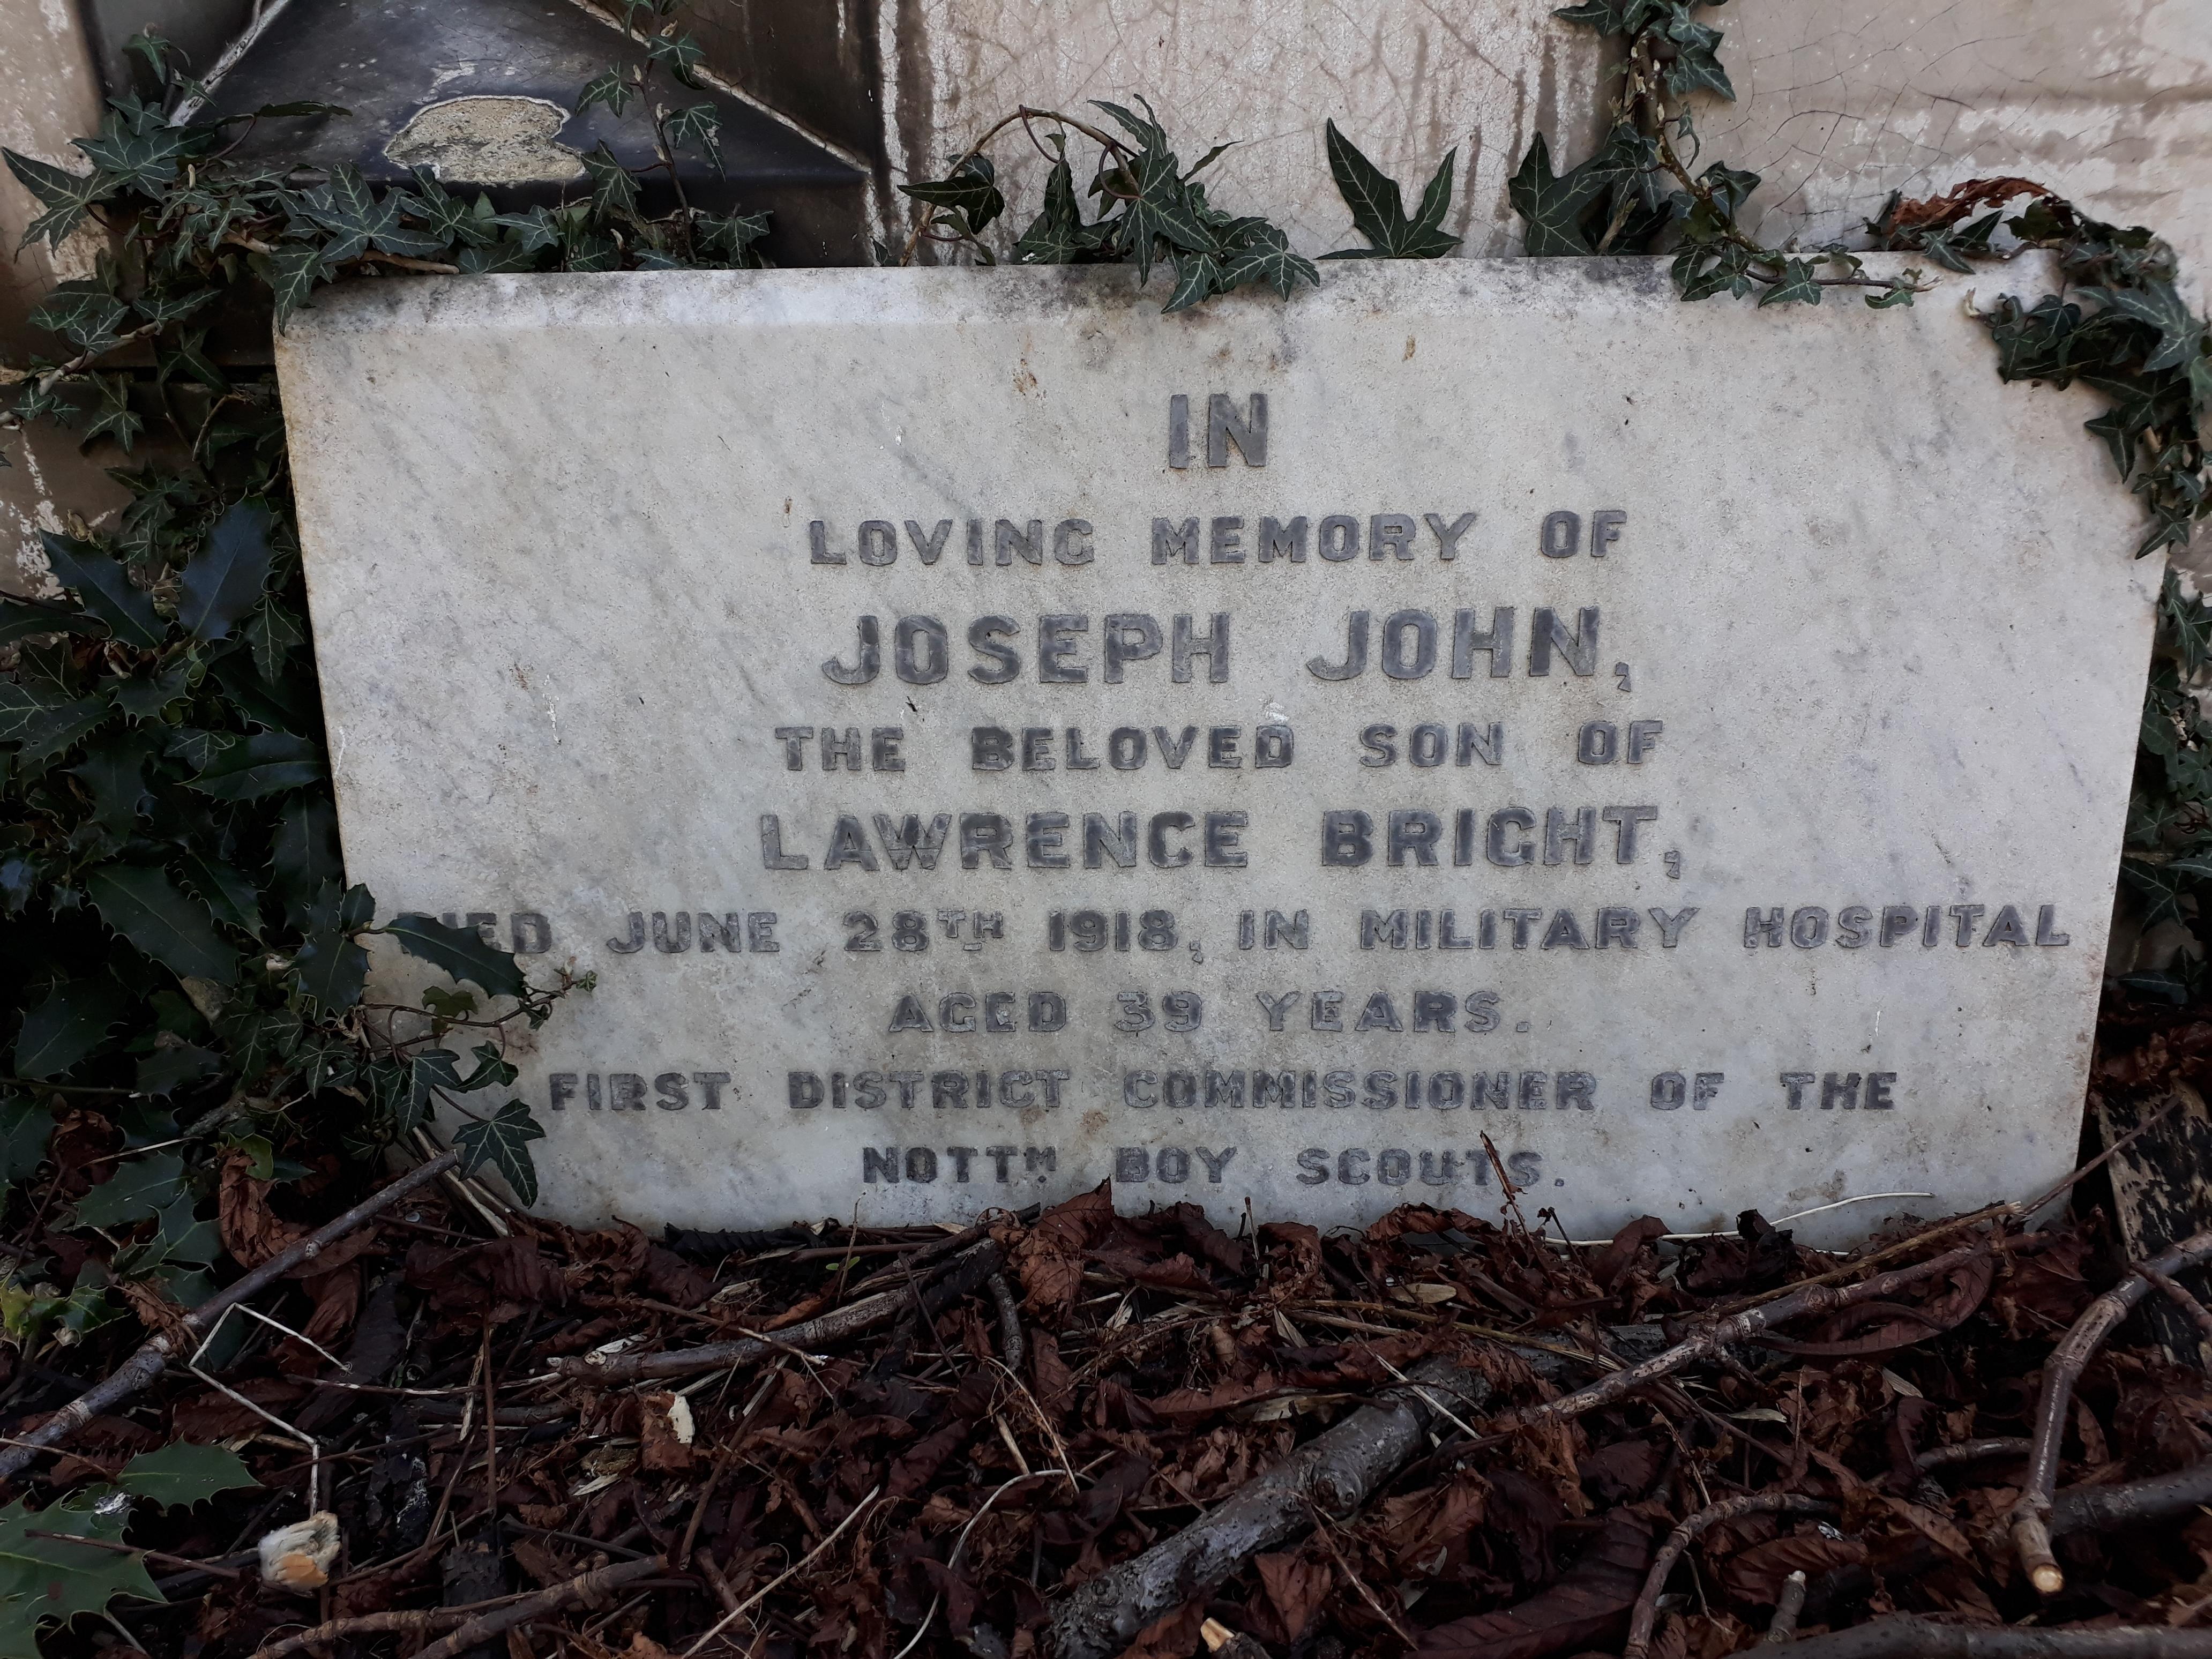 IN
LOVING MEMORY OF
JOSEPH JOHN,
THE BELOVED SON OF
LAWRENCE BRIGHT,
DIED JUNE 28TH 1918, IN MILITARY HOSPITAL
AGED 39 YEARS.
FIRST DISTRICT COMMISSIONER OF THE
NOTTM BOY SCOUTS.